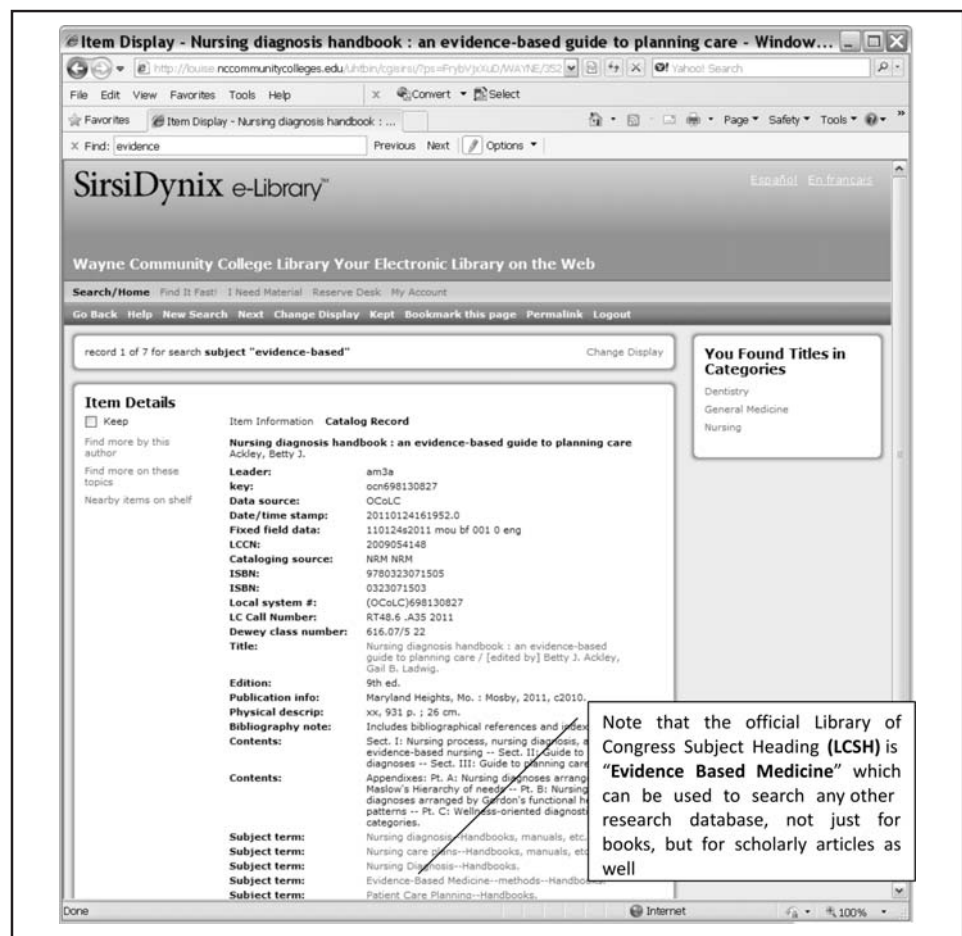 Item Display - Nursing diagnosis handbook : an evidence-based guide to planning care - Window...
http://louise.nccommunitycolleges.edu/uhtbin/cgisirsi/?ps=FrybVjxXuD/WAYNE/352
Yahoo! Search
File Edit View Favorites Tools Help
Convert Select
Favorites
Item Display - Nursing diagnosis handbook : ...
Page Safety Tools
Find: evidence
Previous Next Options
SirsiDynix e-Library™
Español En français
Wayne Community College Library Your Electronic Library on the Web
Search/Home Find It Fast! I Need Material Reserve Desk My Account
Go Back Help New Search Next Change Display Kept Bookmark this page Permalink Logout
record 1 of 7 for search subject "evidence-based"
Change Display
You Found Titles in
Categories
Dentistry
General Medicine
Nursing
Item Details
Keep
Find more by this
author
Find more on these
topics
Nearby items on shelf
Item Information Catalog Record
Nursing diagnosis handbook : an evidence-based guide to planning care
Ackley, Betty J.
Leader: am3a
key: ocn698130827
Data source: OCoLC
Date/time stamp: 20110124161952.0
Fixed field data: 110124s2011 mou bf 001 0 eng
LCCN: 2009054148
Cataloging source: NRM NRM
ISBN: 9780323071505
ISBN: 0323071503
Local system #: (OCoLC)698130827
LC Call Number: RT48.6 .A35 2011
Dewey class number: 616.07/5 22
Title: Nursing diagnosis handbook : an evidence-based
guide to planning care / [edited by] Betty J. Ackley,
Gail B. Ladwig.
Edition: 9th ed.
Publication info: Maryland Heights, Mo. : Mosby, 2011, c2010.
Physical descrip: xx, 931 p. ; 26 cm.
Bibliography note: Includes bibliographical references and index
Contents: Sect. I: Nursing process, nursing diagnosis, a
evidence-based nursing -- Sect. II: Guide to
diagnoses -- Sect. III: Guide to planning care
Contents: Appendixes: Pt. A: Nursing diagnoses arrang
Maslow's Hierarchy of needs -- Pt. B: Nursing
diagnoses arranged by Gordon's functional h
patterns -- Pt. C: Wellness-oriented diagnosti
categories.
Subject term: Nursing diagnosis--Handbooks, manuals, etc.
Subject term: Nursing care plans--Handbooks, manuals, etc
Subject term: Nursing Diagnosis--Handbooks.
Subject term: Evidence-Based Medicine--methods--Handbooks.
Subject term: Patient Care Planning--Handbooks.
Note that the official Library of
Congress Subject Heading (LCSH) is
“Evidence Based Medicine” which
can be used to search any other
research database, not just for
books, but for scholarly articles as
well
Done
Internet
100%